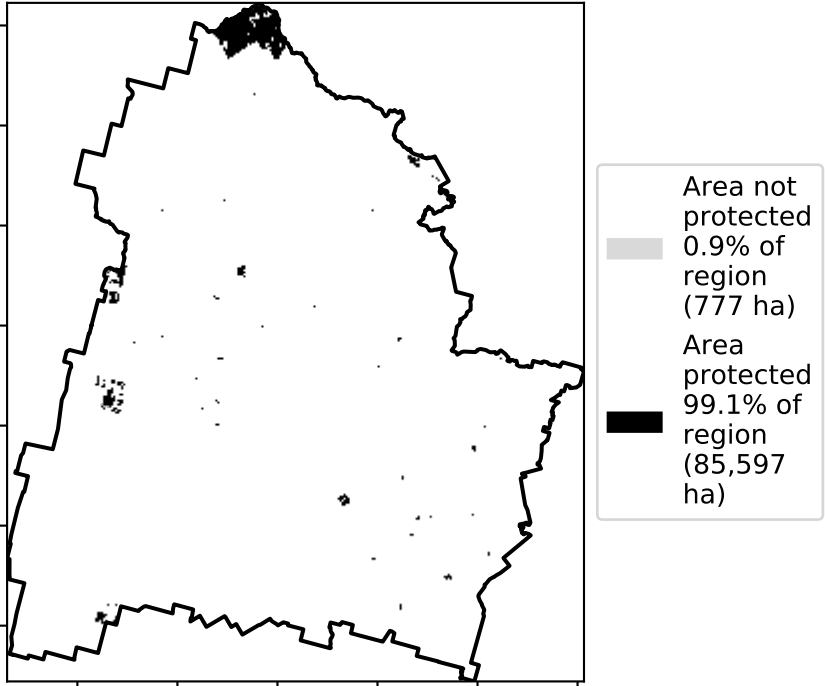 Area not
protected
0.9% of
region
(777 ha)
Area
protected
99.1% of
region
(85,597
ha)